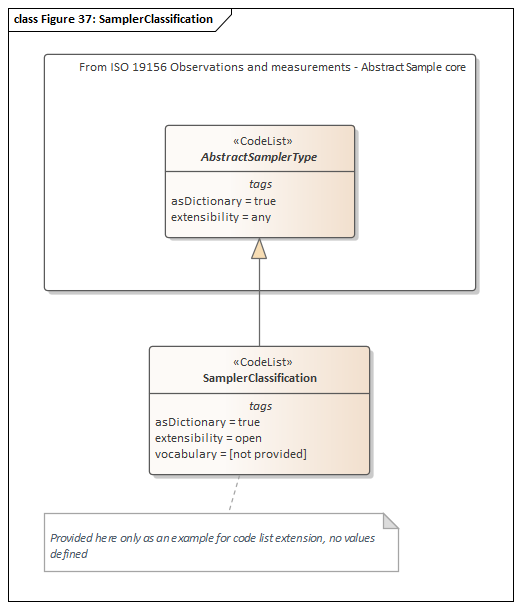 class Figure 37: SamplerClassification
From ISO 19156 Observations and measurements - Abstract Sample core
«CodeList»
AbstractSamplerType
tags
asDictionary = true
extensibility = any
«CodeList»
SamplerClassification
tags
asDictionary = true
extensibility = open
vocabulary = [not provided]
Provided here only as an example for code list extension, no values
defined